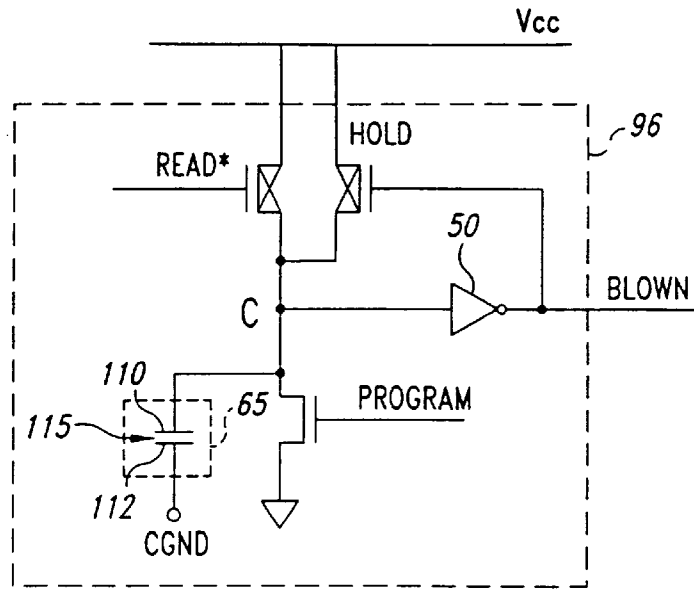 Vcc
96
HOLD
READ*
50
BLOWN
C
110
65
PROGRAM
115
112
CGND